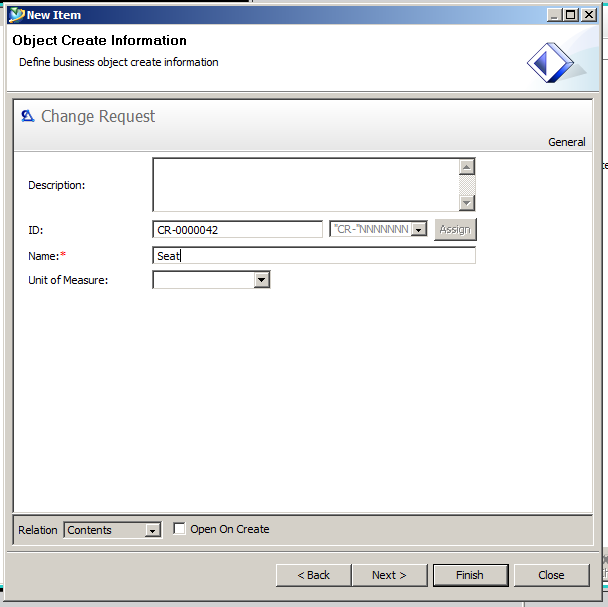 New Item
Object Create Information
Define business object create information
Change Request
General
Description:
ID: CR-0000042 "CR-"NNNNNNN Assign
Name:* Seat
Unit of Measure:
Relation Contents Open On Create
< Back Next > Finish Close